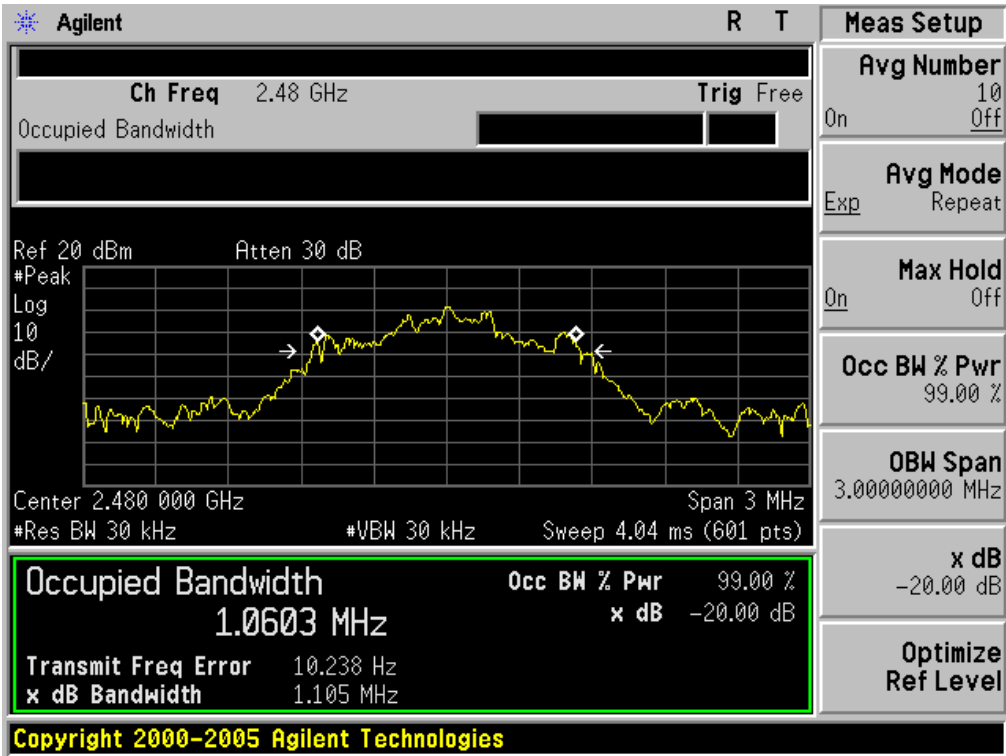 Agilent R T Meas Setup
Ch Freq 2.48 GHz Trig Free
Occupied Bandwidth
Ref 20 dBm Atten 30 dB
#Peak
Log
10
dB/
Center 2.480 000 GHz Span 3 MHz
#Res BW 30 kHz #VBW 30 kHz Sweep 4.04 ms (601 pts)
Occupied Bandwidth
1.0603 MHz
Occ BW % Pwr 99.00 %
x dB -20.00 dB
Transmit Freq Error 10.238 Hz
x dB Bandwidth 1.105 MHz
Avg Number
10
On Off
Avg Mode
Exp Repeat
Max Hold
On Off
Occ BW % Pwr
99.00 %
OBW Span
3.00000000 MHz
x dB
-20.00 dB
Optimize
Ref Level
Copyright 2000-2005 Agilent Technologies